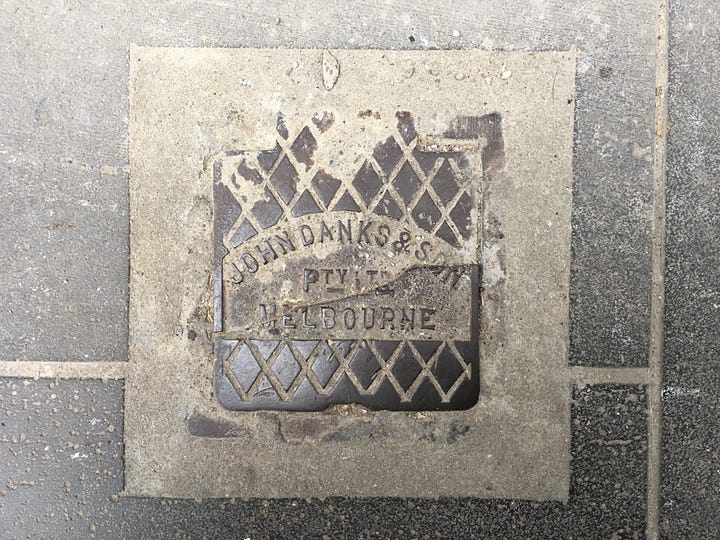 JOHN DANKS & SON
PTY LTD
MELBOURNE